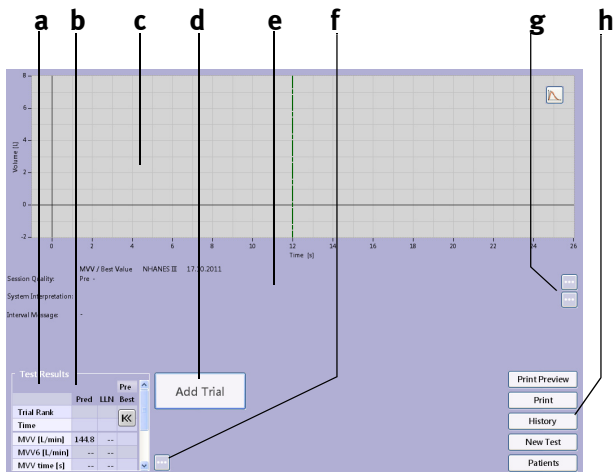 a b c d e f g h
8
6
4
2
0
-2
Volume [L]
0 2 4 6 8 10 12 14 16 18 20 22 24 26
Time [s]
MVV / Best Value NHANES III 17.10.2011
Session Quality: Pre -
System Interpretation:
Interval Message: -
Test Results
Pre
Pred LLN Best
Trial Rank
Time
MVV [L/min] 144.8 --
MVV6 [L/min] -- --
MVV time [s] -- --
Add Trial
Print Preview
Print
History
New Test
Patients